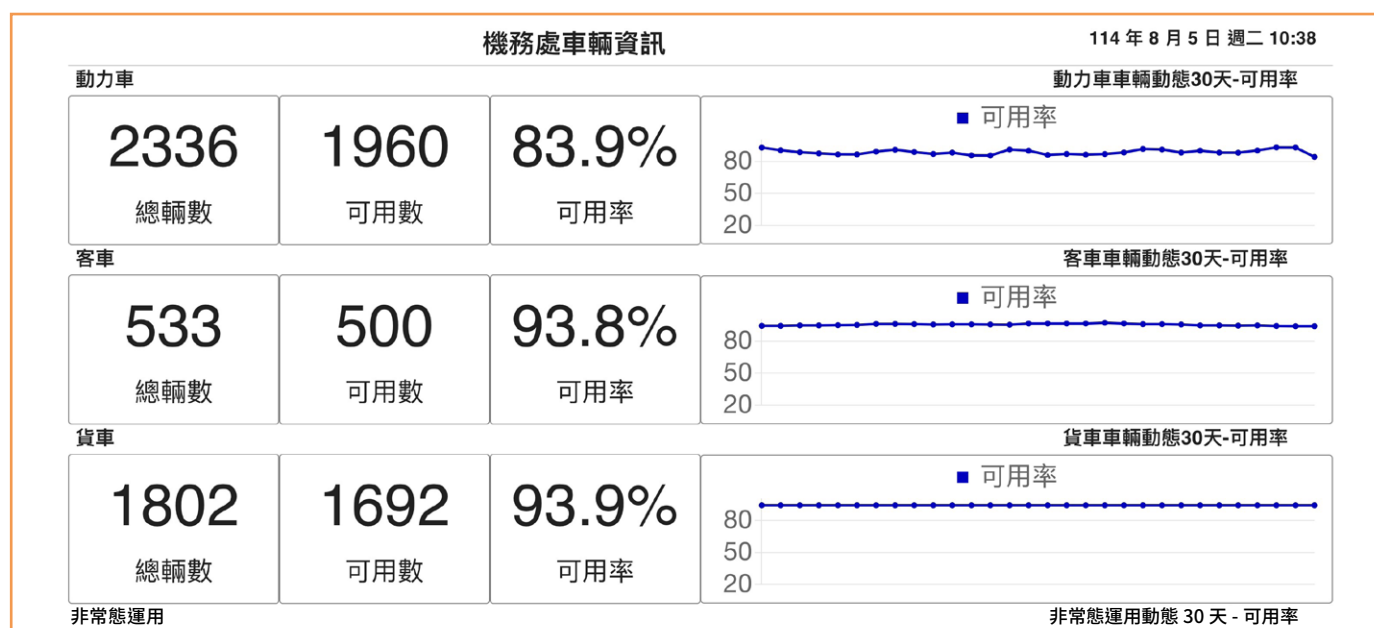 機務處車輛資訊
114 年 8 月 5 日 週二 10:38
動力車
動力車車輛動態30天-可用率
2336
1960
83.9%
總輛數
可用數
可用率
可用率
80
50
20
客車
客車車輛動態30天-可用率
533
500
93.8%
總輛數
可用數
可用率
可用率
80
50
20
貨車
貨車車輛動態30天-可用率
1802
1692
93.9%
總輛數
可用數
可用率
可用率
80
50
20
非常態運用
非常態運用動態 30 天 - 可用率